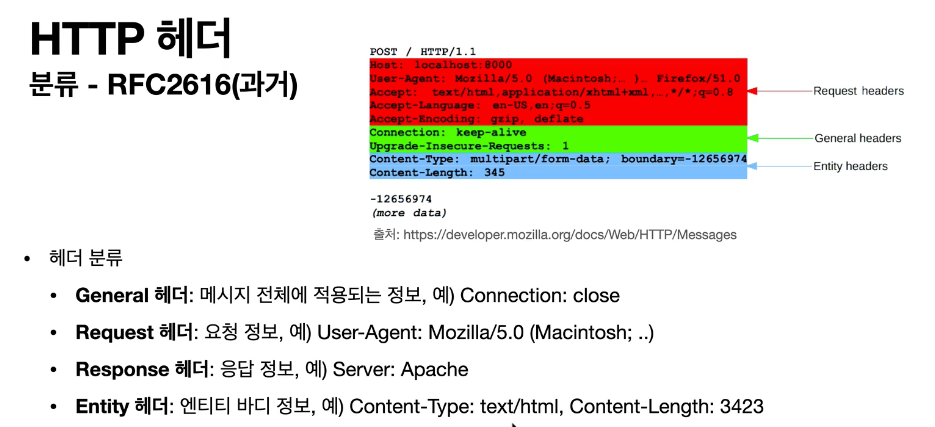 HTTP 헤더
분류 - RFC2616(과거)
POST / HTTP/1.1
Host: localhost:8000
User-Agent: Mozilla/5.0 (Macintosh;… )… Firefox/51.0
Accept: text/html,application/xhtml+xml,…,*/*;q=0.8
Accept-Language: en-US,en;q=0.5
Accept-Encoding: gzip, deflate
Connection: keep-alive
Upgrade-Insecure-Requests: 1
Content-Type: multipart/form-data; boundary=-12656974
Content-Length: 345
-12656974
(more data)
Request headers
General headers
Entity headers
출처: https://developer.mozilla.org/docs/Web/HTTP/Messages
• 헤더 분류
• General 헤더: 메시지 전체에 적용되는 정보, 예) Connection: close
• Request 헤더: 요청 정보, 예) User-Agent: Mozilla/5.0 (Macintosh; ..)
• Response 헤더: 응답 정보, 예) Server: Apache
• Entity 헤더: 엔티티 바디 정보, 예) Content-Type: text/html, Content-Length: 3423